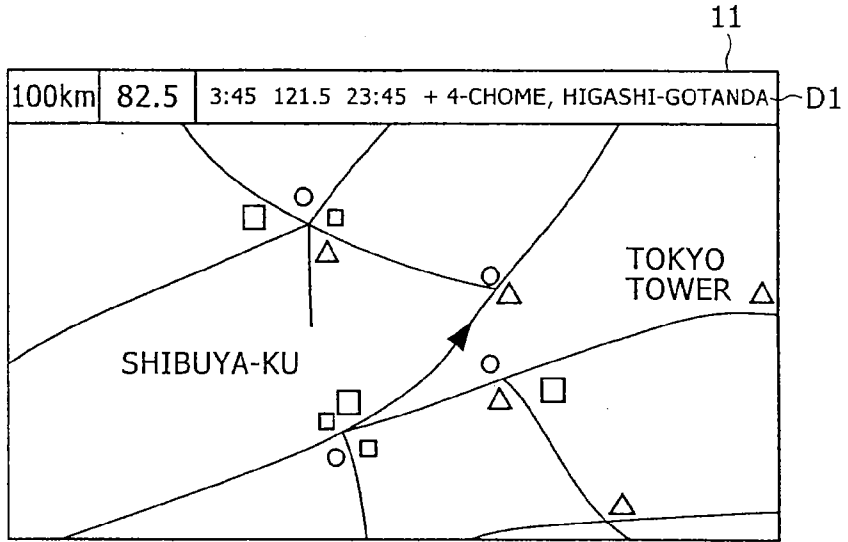 11
100km 82.5 3:45 121.5 23:45 + 4-CHOME, HIGASHI-GOTANDA D1
TOKYO
TOWER
SHIBUYA-KU